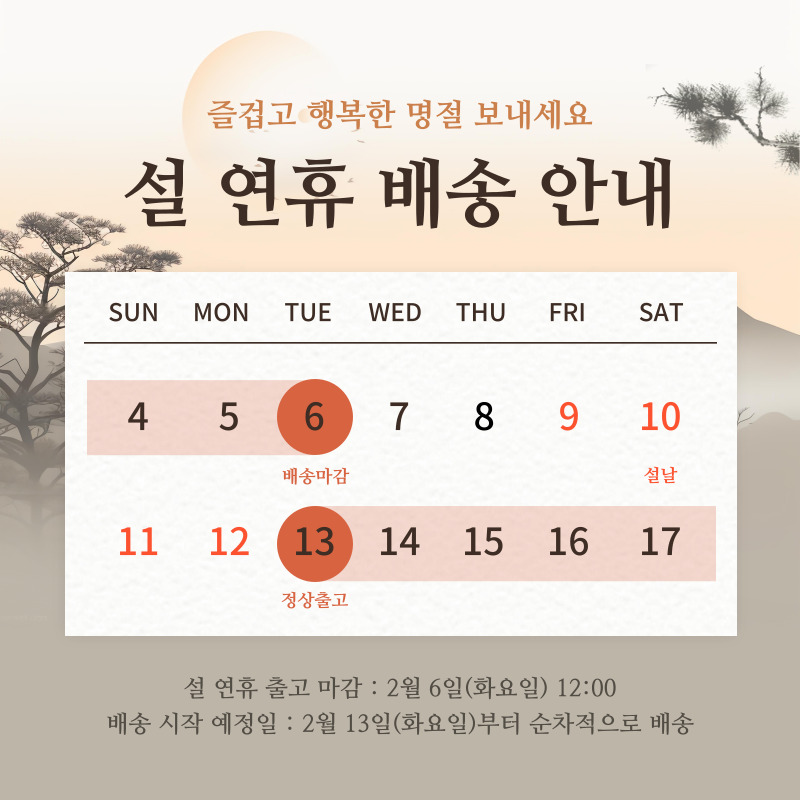 즐겁고 행복한 명절 보내세요
설 연휴 배송 안내
SUN MON TUE WED THU FRI SAT
4 5 6 7 8 9 10
배송마감 설날
11 12 13 14 15 16 17
정상출고
설 연휴 출고 마감 : 2월 6일(화요일) 12:00
배송 시작 예정일 : 2월 13일(화요일)부터 순차적으로 배송